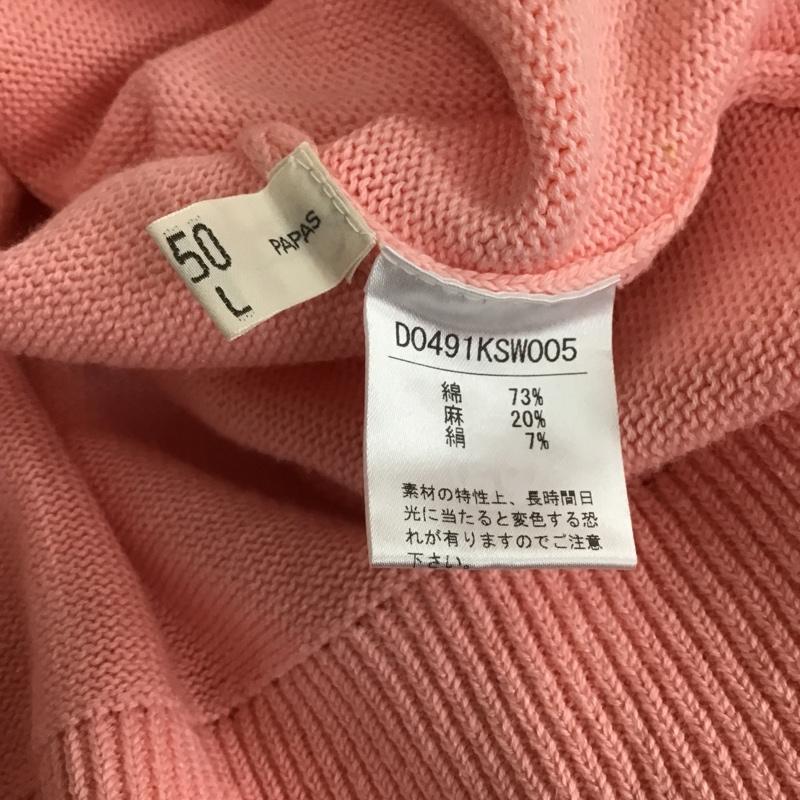 50
L
PAPAS
D0491KSW005
綿 73%
麻 20%
絹 7%
素材の特性上、長時間日
光に当たると変色する恐
れが有りますのでご注意
下さい。